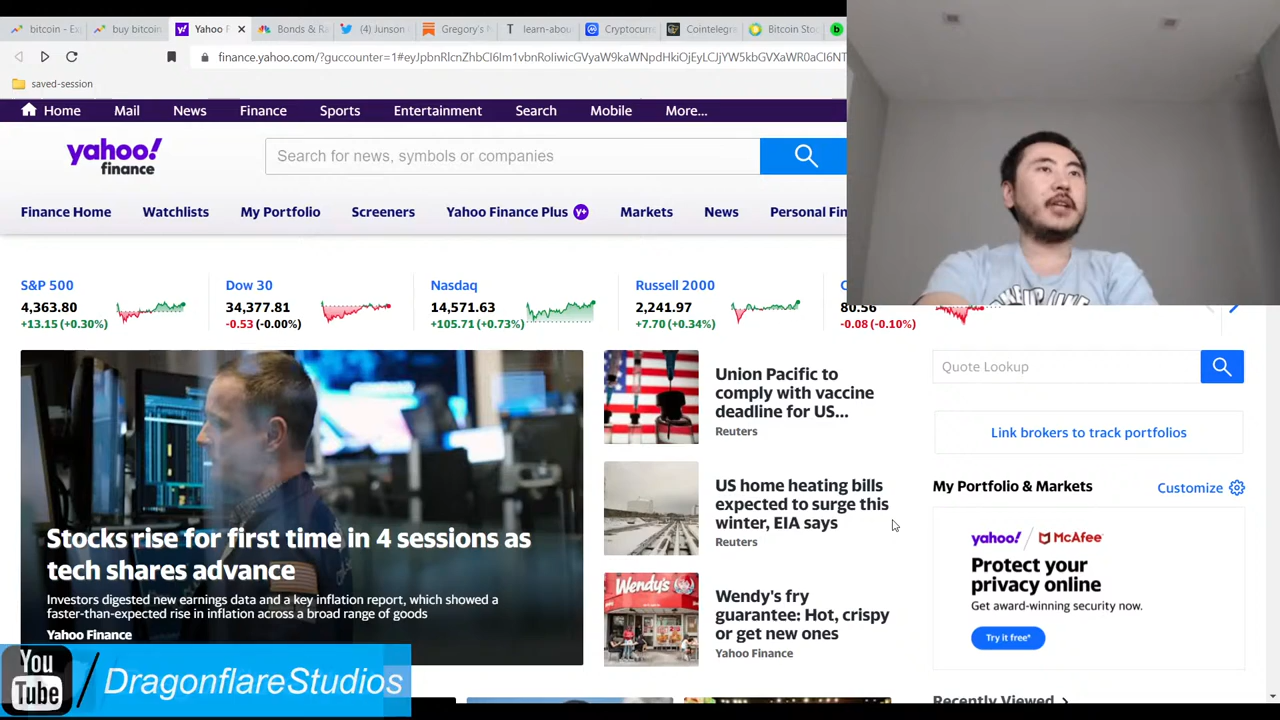 bitcoin - Ex
buy bitcoin
Yahoo F
Bonds & Ra
(4) Junson
Gregory's
learn-abou
Cryptocurr
Cointelegr
Bitcoin Sto
finance.yahoo.com/?guccounter=1#eyJpbnRlcnZhbCI6Im1vbnRoIiwicGVyaW9kaWNpdHkiOjEyLCJjYW5kbGVXaWR0aCI6NT
saved-session
Home Mail News Finance Sports Entertainment Search Mobile More...
yahoo!
finance
Search for news, symbols or companies
Finance Home Watchlists My Portfolio Screeners Yahoo Finance Plus Y+ Markets News Personal Fin
S&P 500
4,363.80
+13.15 (+0.30%)
Dow 30
34,377.81
-0.53 (-0.00%)
Nasdaq
14,571.63
+105.71 (+0.73%)
Russell 2000
2,241.97
+7.70 (+0.34%)
80.56
-0.08 (-0.10%)
Stocks rise for first time in 4 sessions as
tech shares advance
Investors digested new earnings data and a key inflation report, which showed a
faster-than-expected rise in inflation across a broad range of goods
Yahoo Finance
Union Pacific to
comply with vaccine
deadline for US...
Reuters
US home heating bills
expected to surge this
winter, EIA says
Reuters
Wendy's
Wendy's fry
guarantee: Hot, crispy
or get new ones
Yahoo Finance
Quote Lookup
Link brokers to track portfolios
My Portfolio & Markets
Customize
yahoo! / McAfee
Protect your
privacy online
Get award-winning security now.
Try it free*
Recently Viewed
You
Tube
/ DragonflareStudios